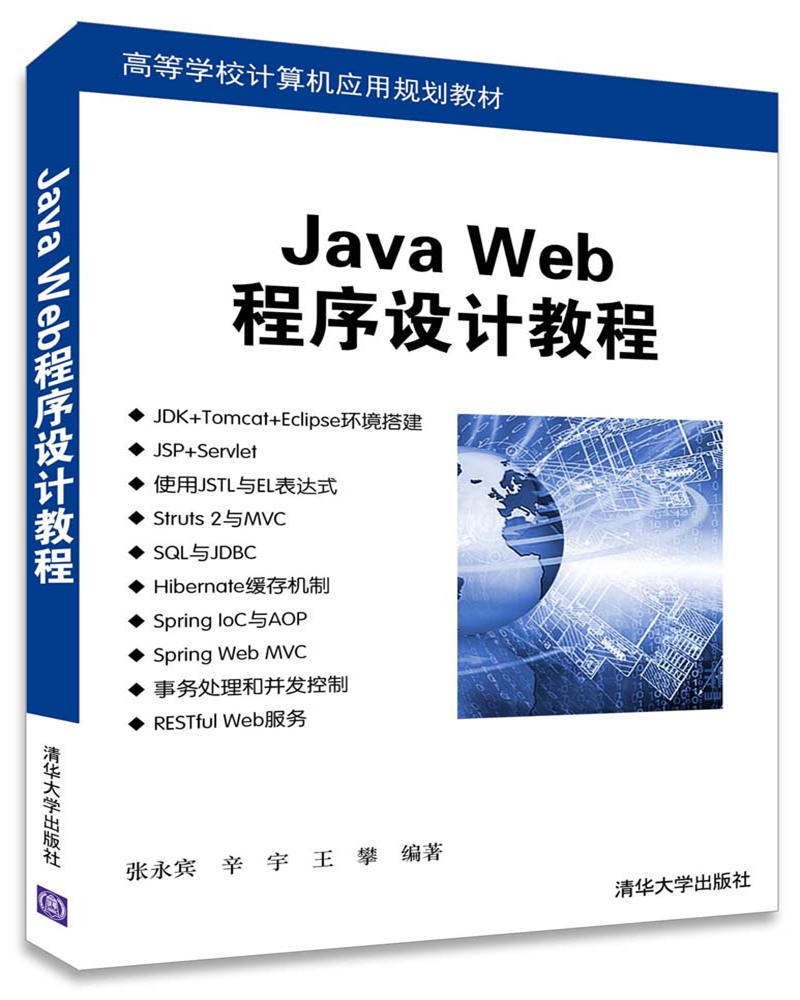 高等学校计算机应用规划教材
Java Web
程序设计教程
◆ JDK+Tomcat+Eclipse环境搭建
◆ JSP+Servlet
◆ 使用JSTL与EL表达式
◆ Struts 2与MVC
◆ SQL与JDBC
◆ Hibernate缓存机制
◆ Spring IoC与AOP
◆ Spring Web MVC
◆ 事务处理和并发控制
◆ RESTful Web服务
张永宾 辛宇 王攀 编著
清华大学出版社
Java Web程序设计教程
清华大学出版社